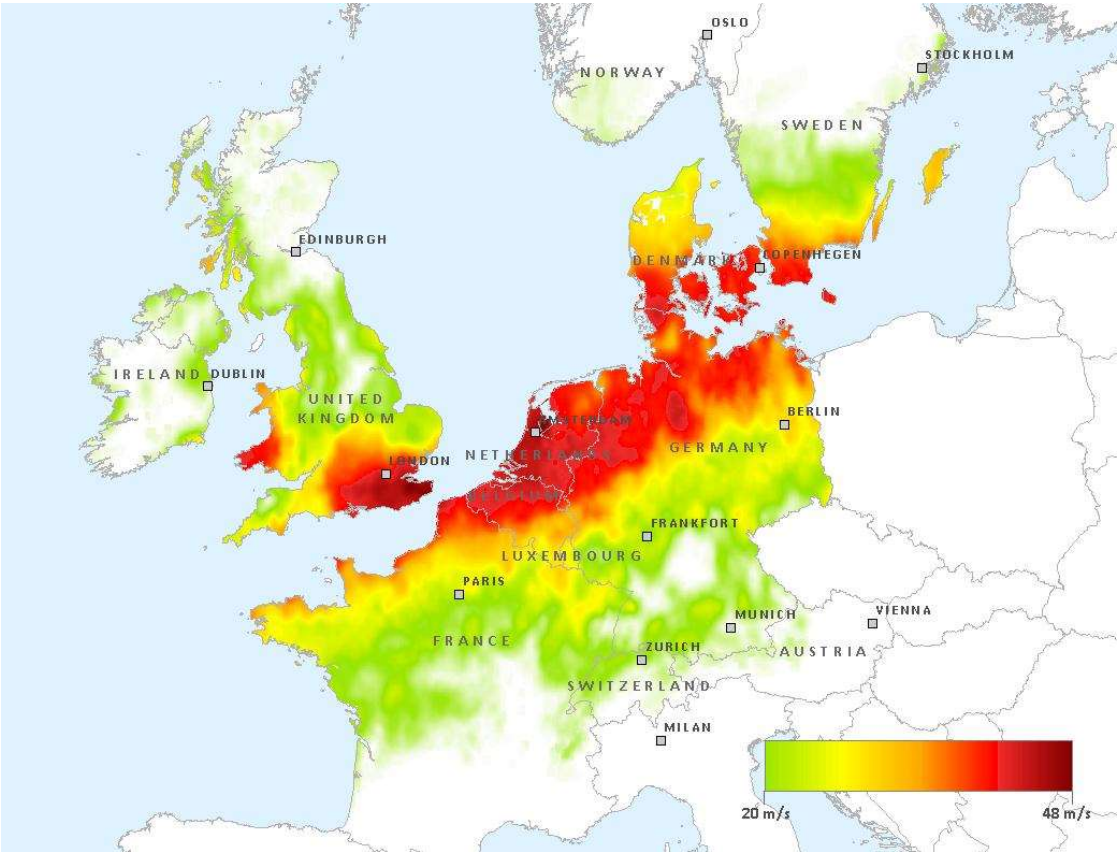 OSLO
STOCKHOLM
NORWAY
SWEDEN
EDINBURGH
DENMARK
COPENHEGEN
IRELAND
DUBLIN
UNITED
KINGDOM
AMSTERDAM
BERLIN
NETHERLANDS
GERMANY
LONDON
BELGIUM
FRANKFORT
LUXEMBOURG
PARIS
MUNICH
VIENNA
FRANCE
ZURICH
AUSTRIA
SWITZERLAND
MILAN
20 m/s
48 m/s